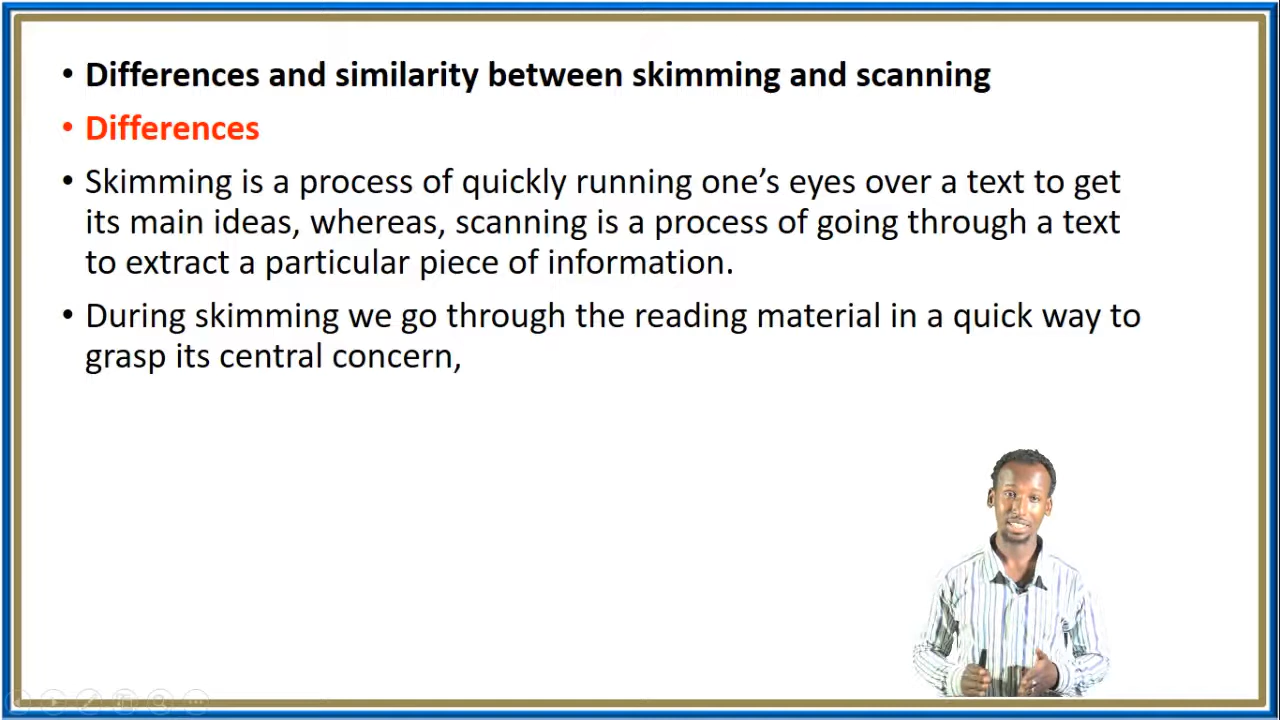 • Differences and similarity between skimming and scanning
• Differences
• Skimming is a process of quickly running one’s eyes over a text to get
its main ideas, whereas, scanning is a process of going through a text
to extract a particular piece of information.
• During skimming we go through the reading material in a quick way to
grasp its central concern,